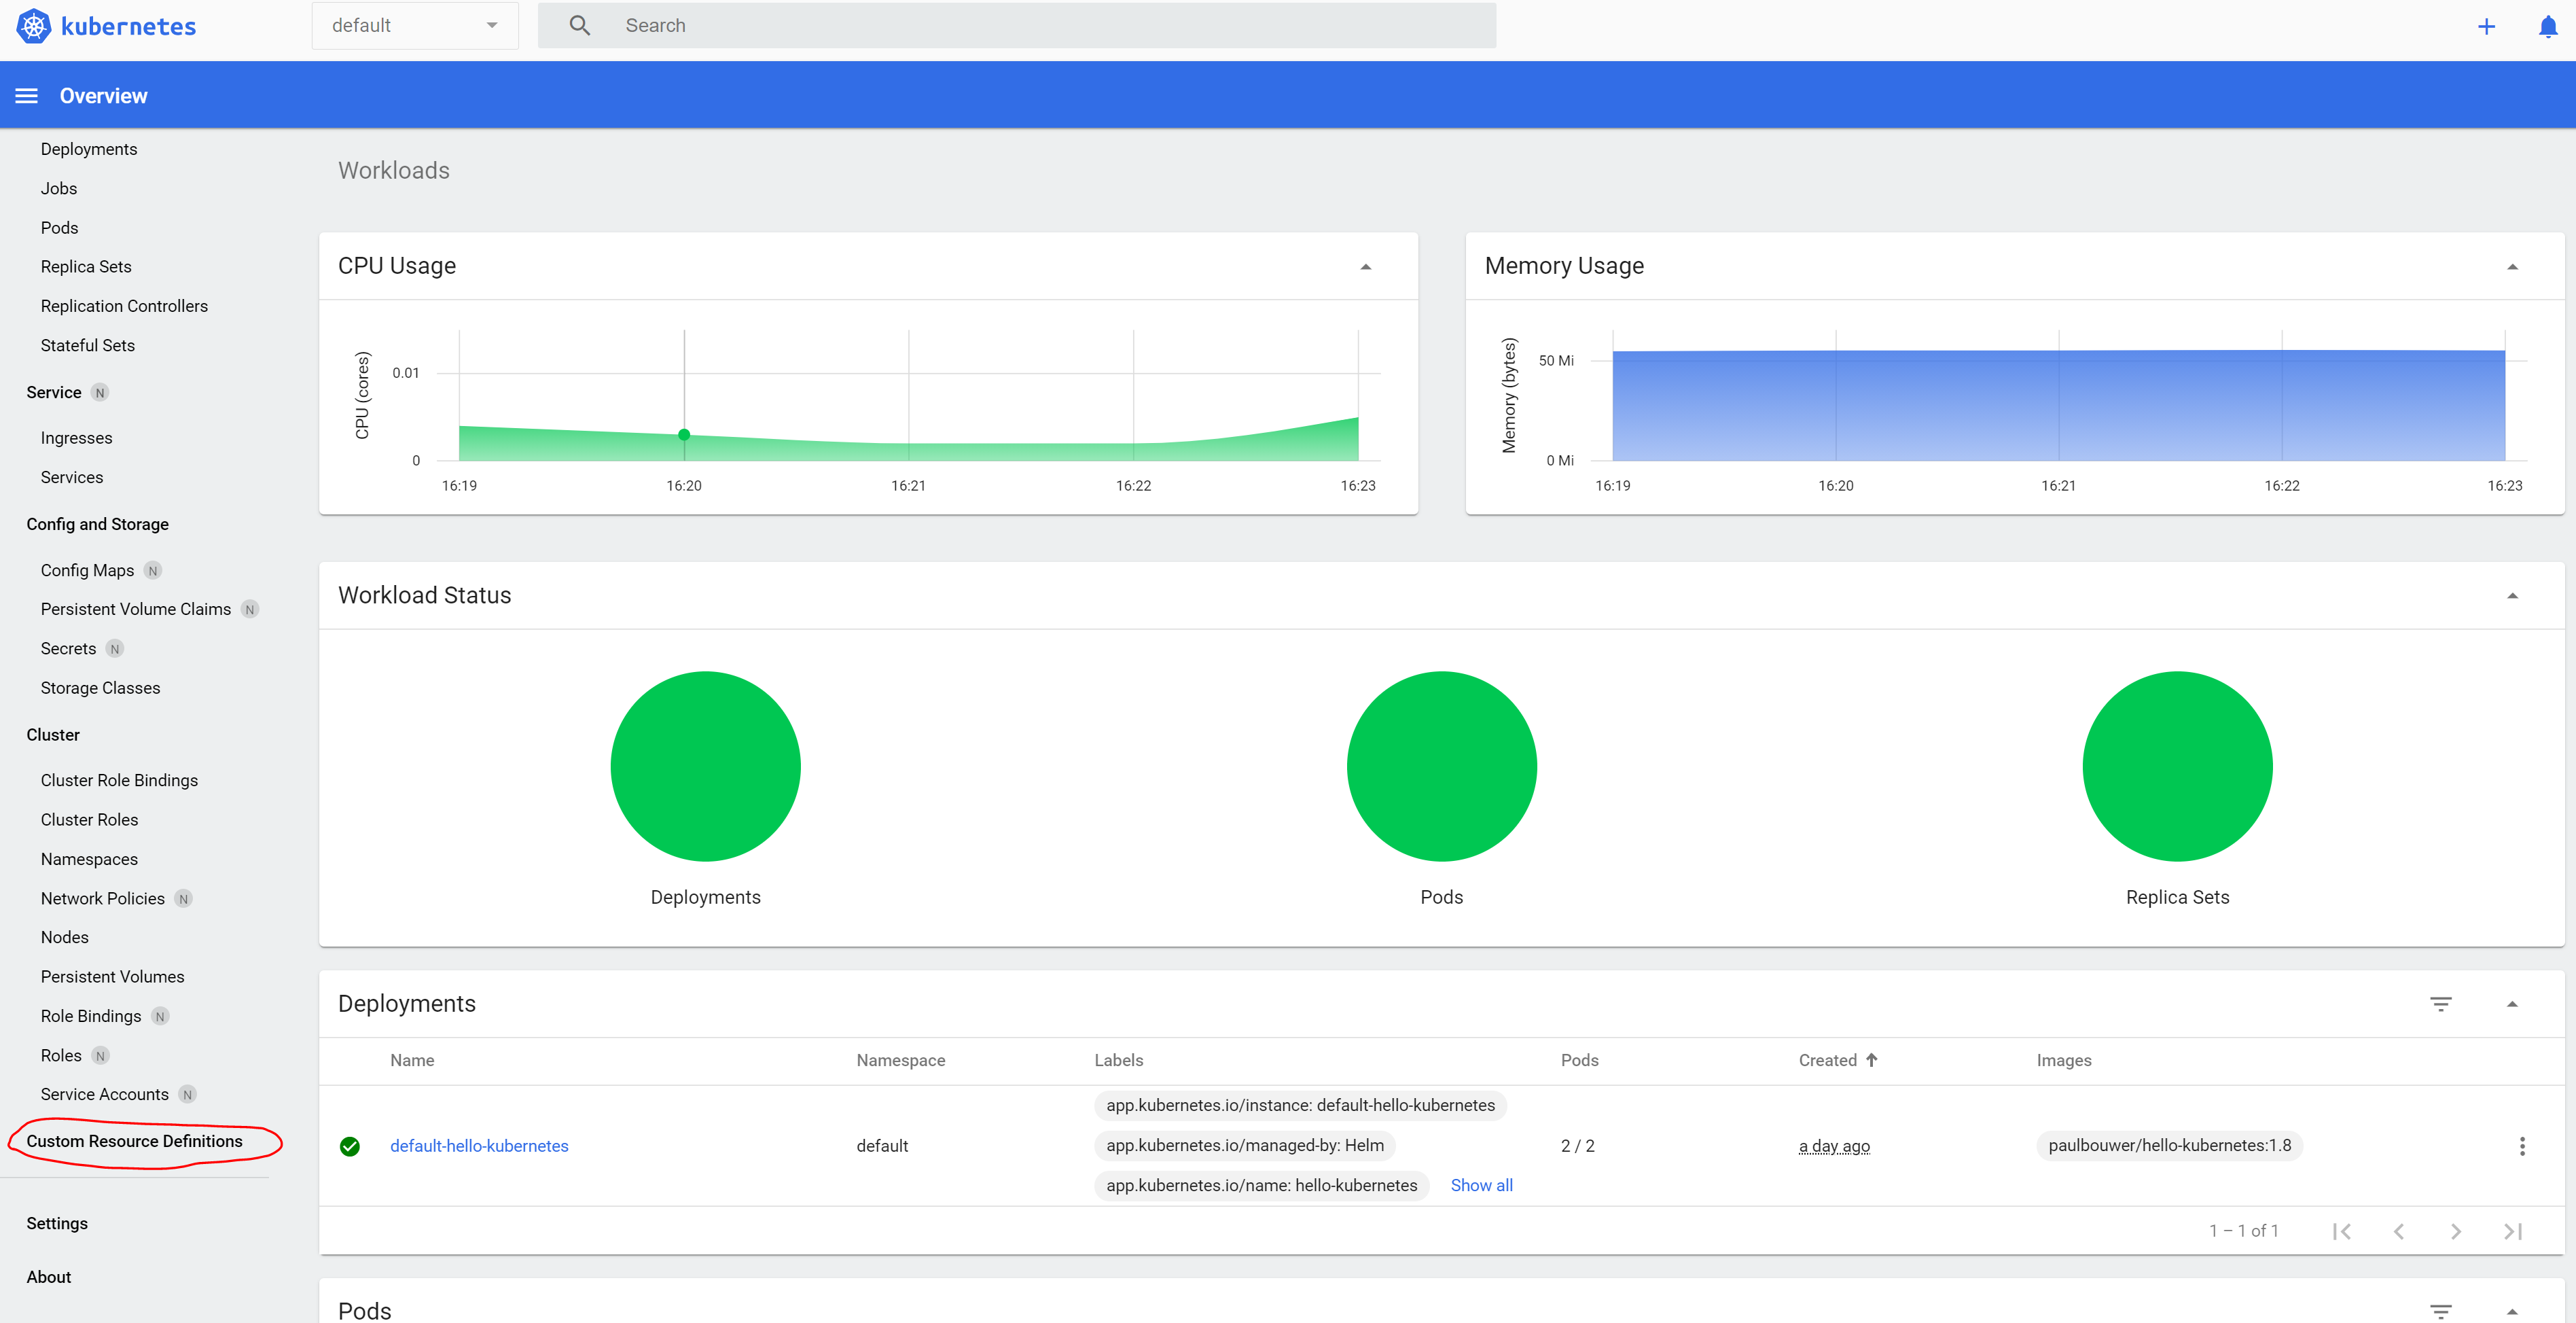 kubernetes
default
Search
Overview
Deployments
Jobs
Pods
Replica Sets
Replication Controllers
Stateful Sets
Service N
Ingresses
Services
Config and Storage
Config Maps N
Persistent Volume Claims N
Secrets N
Storage Classes
Cluster
Cluster Role Bindings
Cluster Roles
Namespaces
Network Policies N
Nodes
Persistent Volumes
Role Bindings N
Roles N
Service Accounts N
Custom Resource Definitions
Settings
About
Workloads
CPU Usage
CPU (cores)
0.01
0
16:19 16:20 16:21 16:22 16:23
Memory Usage
Memory (bytes)
50 Mi
0 Mi
16:19 16:20 16:21 16:22 16:23
Workload Status
Deployments Pods Replica Sets
Deployments
Name Namespace Labels Pods Created Images
app.kubernetes.io/instance: default-hello-kubernetes
default-hello-kubernetes default app.kubernetes.io/managed-by: Helm 2 / 2 a day ago paulbouwer/hello-kubernetes:1.8
app.kubernetes.io/name: hello-kubernetes Show all
1 – 1 of 1
Pods